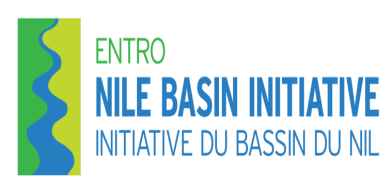 ENTRO
NILE BASIN INITIATIVE
INITIATIVE DU BASSIN DU NIL